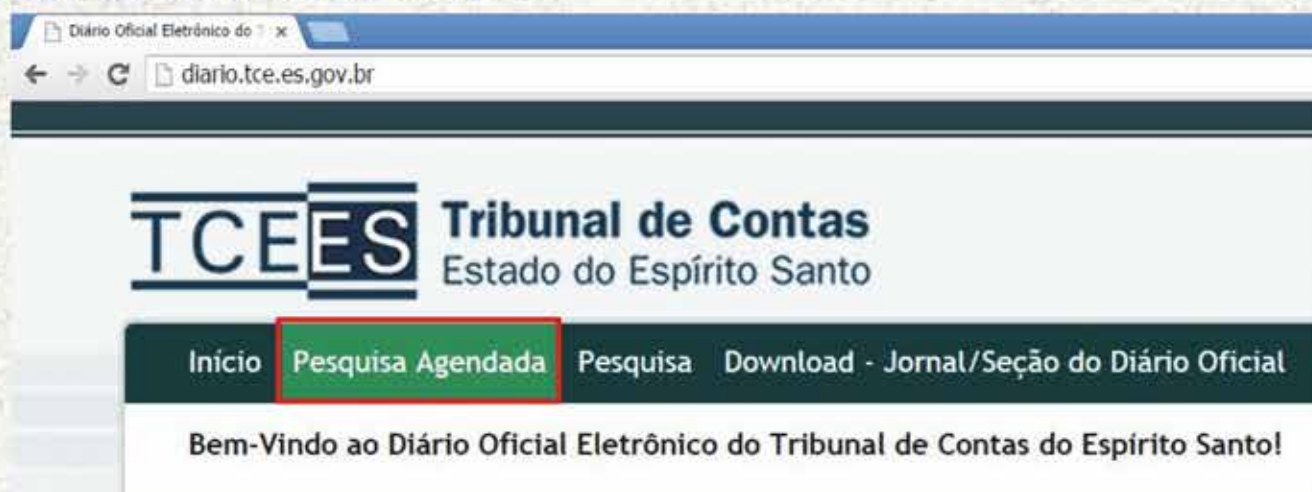 Diário Oficial Eletrônico do T
diario.tce.es.gov.br
TCEES Tribunal de Contas
Estado do Espírito Santo
Início Pesquisa Agendada Pesquisa Download - Jornal/Seção do Diário Oficial
Bem-Vindo ao Diário Oficial Eletrônico do Tribunal de Contas do Espírito Santo!